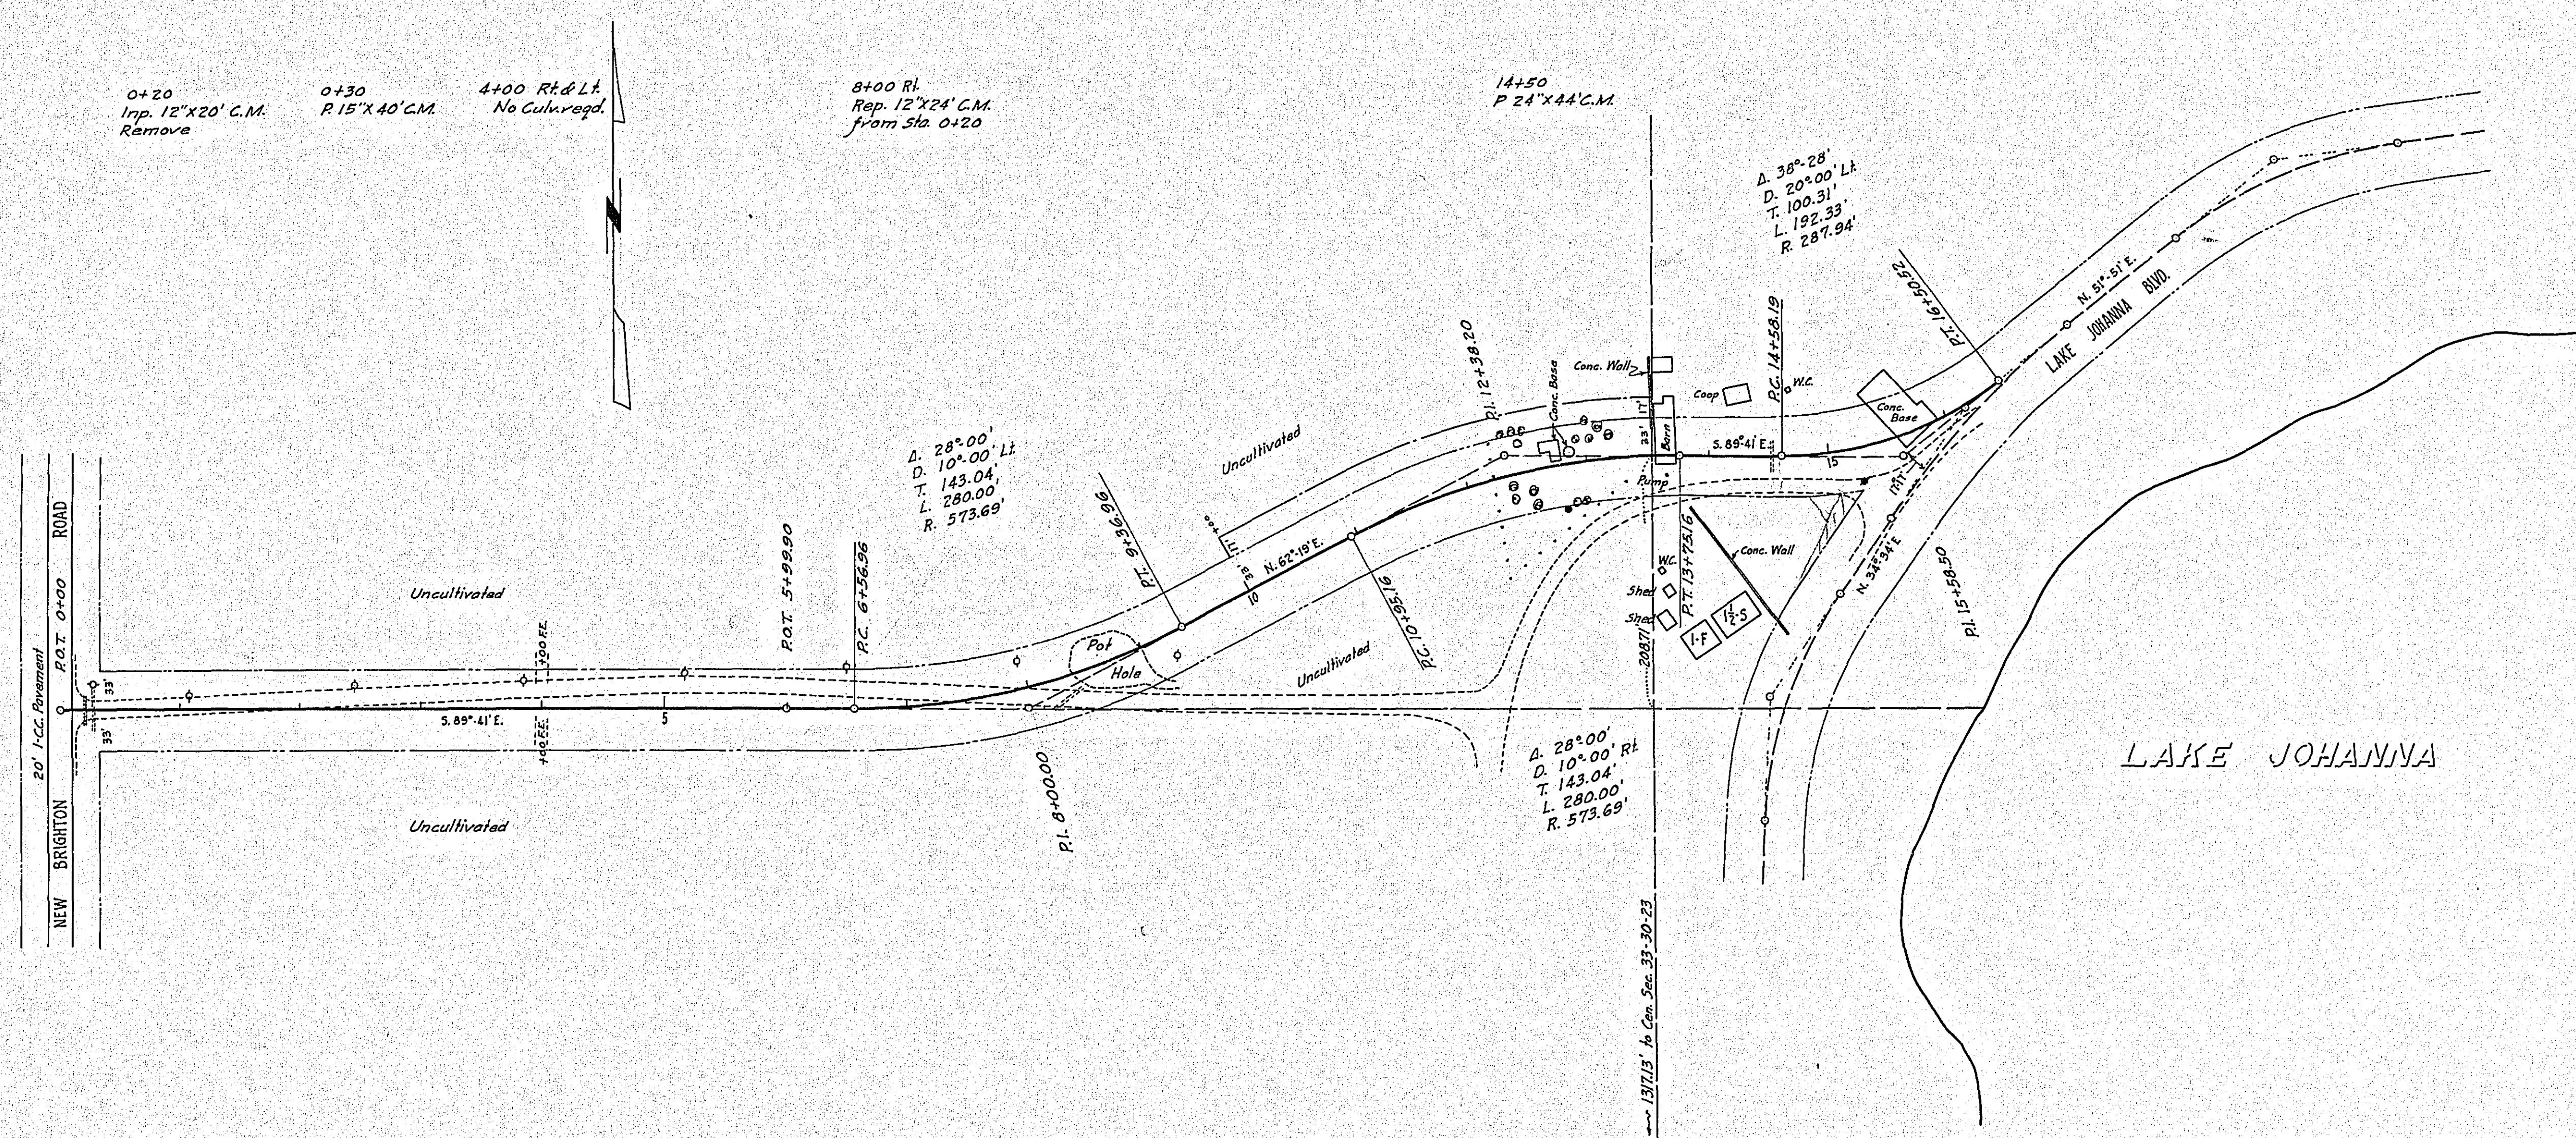 0+20
Inp. 12"X20' C.M.
Remove
0+30
P. 15"X40' C.M.
4+00 Rt. & Lt.
No Culv. reqd.
8+00 Rt.
Rep. 12"X24' C.M.
from Sta. 0+20
14+50
P 24"X44' C.M.
N
Δ. 38°-28'
D. 20°-00' Lt.
T. 100.31'
L. 192.33'
R. 287.94'
P.T. 16+50.52
N. 51°-51' E.
LAKE JOHANNA BLVD.
P.I. 12+38.20
Conc. Base
Conc. Wall
17'
33'
Barn
Coop
P.C. 14+58.19
W.C.
Conc.
Base
S. 89°-41' E.
15
Pump
Δ. 28°-00'
D. 10°-00' Lt.
T. 143.04'
L. 280.00'
R. 573.69'
Uncultivated
P.T. 9+36.96
17'
33'
N. 62°-19' E.
10
P.C. 10+95.16
Uncultivated
P.T. 13+75.16
Conc. Wall
W.C.
Shed
Shed
1-F
1½-S
208.71
17' 17'
N. 34°-34' E
P.I. 15+58.50
20' 1-C.C. Pavement
NEW BRIGHTON ROAD
P.O.T. 0+00
33'
33'
Uncultivated
+00 F.E.
+00 F.E.
S. 89°-41' E.
5
P.O.T. 5+99.90
P.C. 6+56.96
Pot
Hole
P.I. 8+00.00
Uncultivated
Δ. 28°-00'
D. 10°-00' Rt.
T. 143.04'
L. 280.00'
R. 573.69'
LAKE JOHANNA
1317.13' to Cen. Sec. 33-30-23